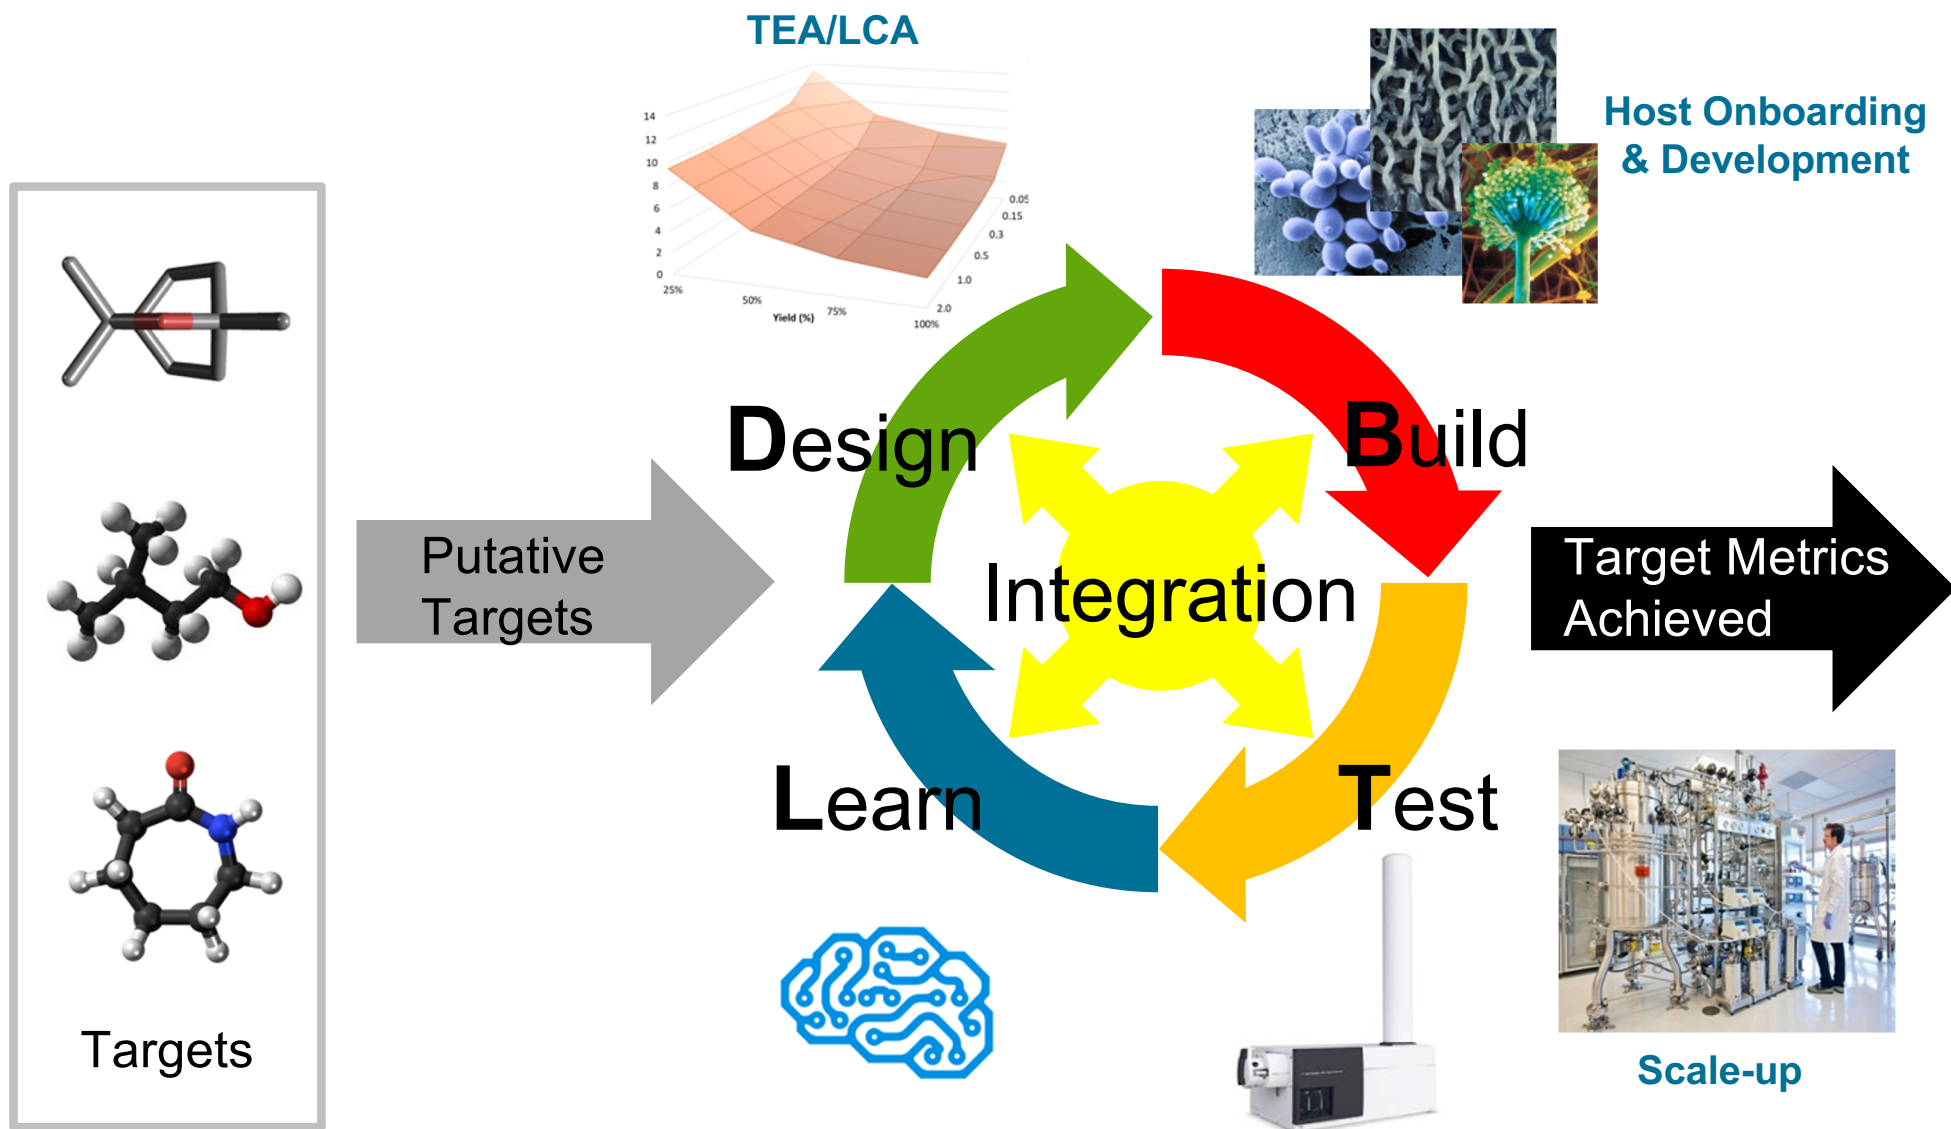 TEA/LCA
14
12
10
8
6
4
2
0
25%
50%
75%
100%
Yield (%)
0.05
0.15
0.3
0.5
1.0
2.0
Host Onboarding
& Development
Design
Build
Putative
Targets
Integration
Target Metrics
Achieved
Learn
Test
Targets
Scale-up